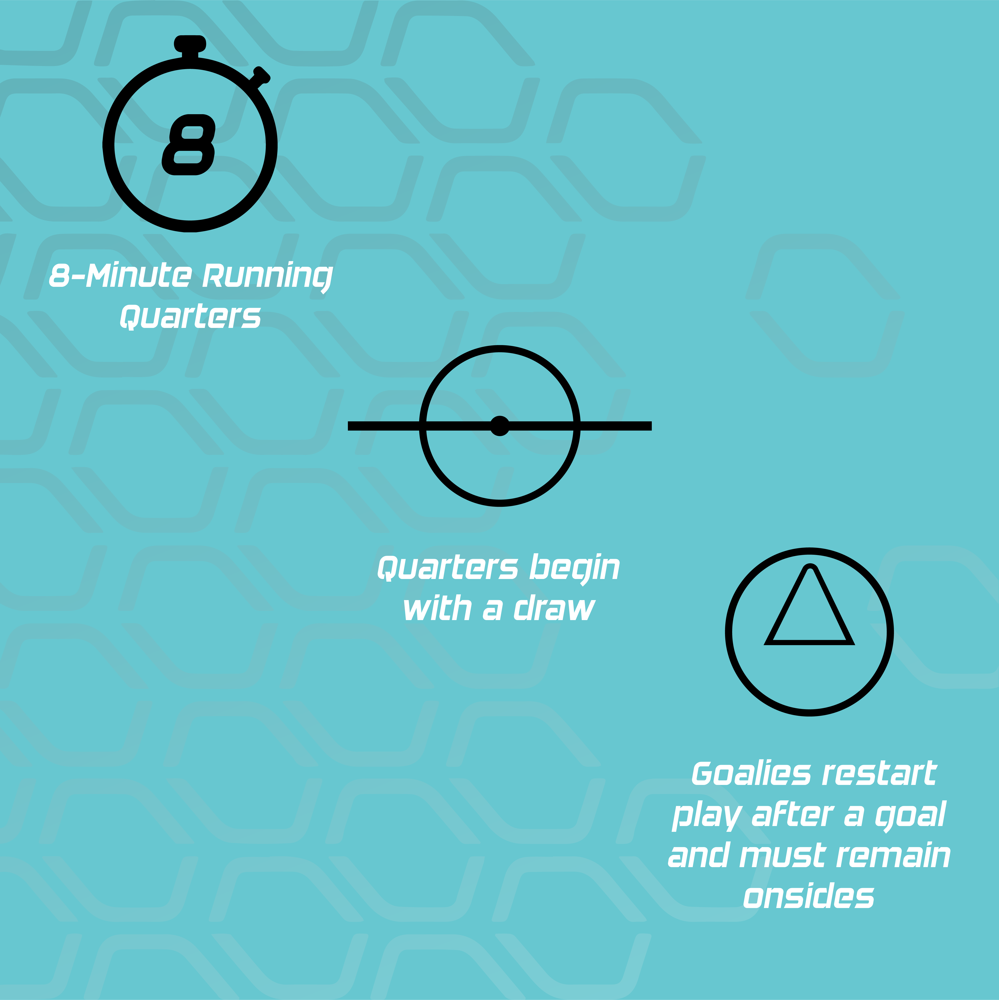 8
8-Minute Running
Quarters
Quarters begin
with a draw
Goalies restart
play after a goal
and must remain
onsides